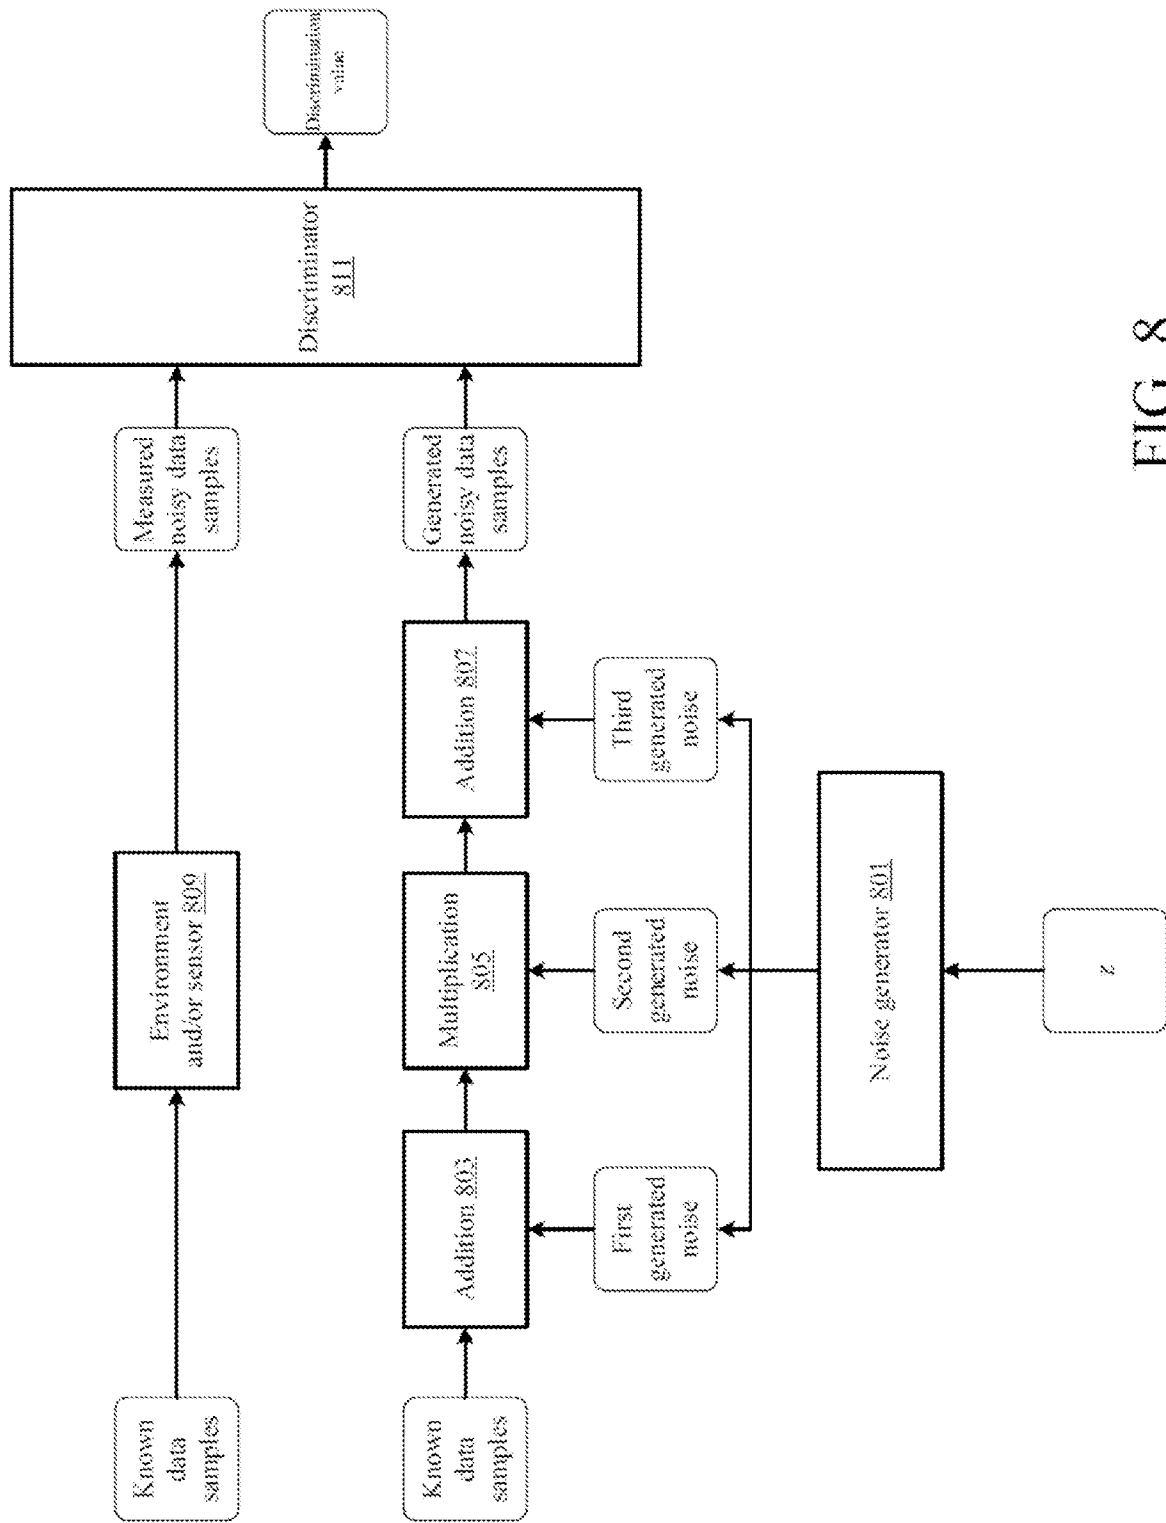 Known
data
samples
Environment
and/or sensor 809
Measured
noisy data
samples
Discriminator
811
Discrimination
value
Known
data
samples
Addition 803
Multiplication
805
Addition 807
Generated
noisy data
samples
First
generated
noise
Second
generated
noise
Third
generated
noise
Noise generator 801
z
FIG. 8